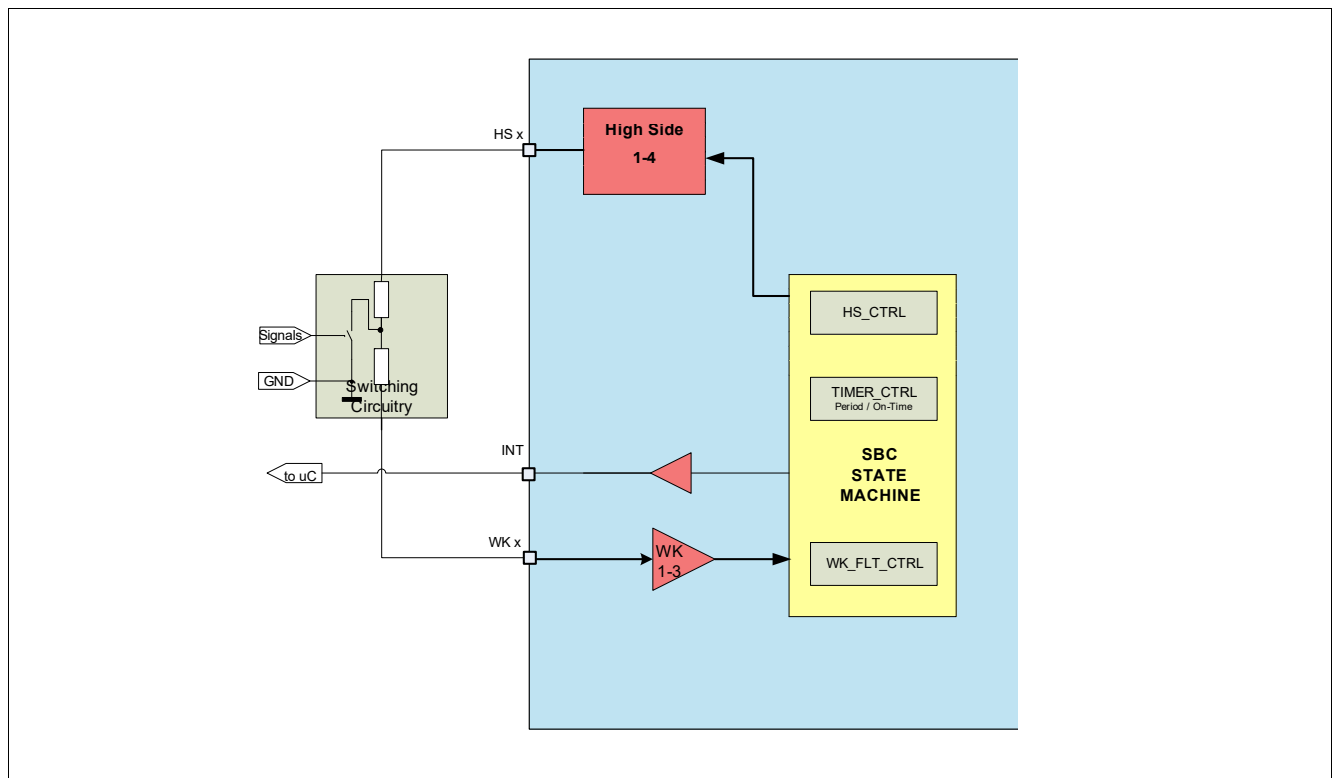 HS x
High Side
1-4
HS_CTRL
Signals
GND
Switching
Circuitry
TIMER_CTRL
Period / On-Time
INT
to uC
SBC
STATE
MACHINE
WK x
WK
1-3
WK_FLT_CTRL